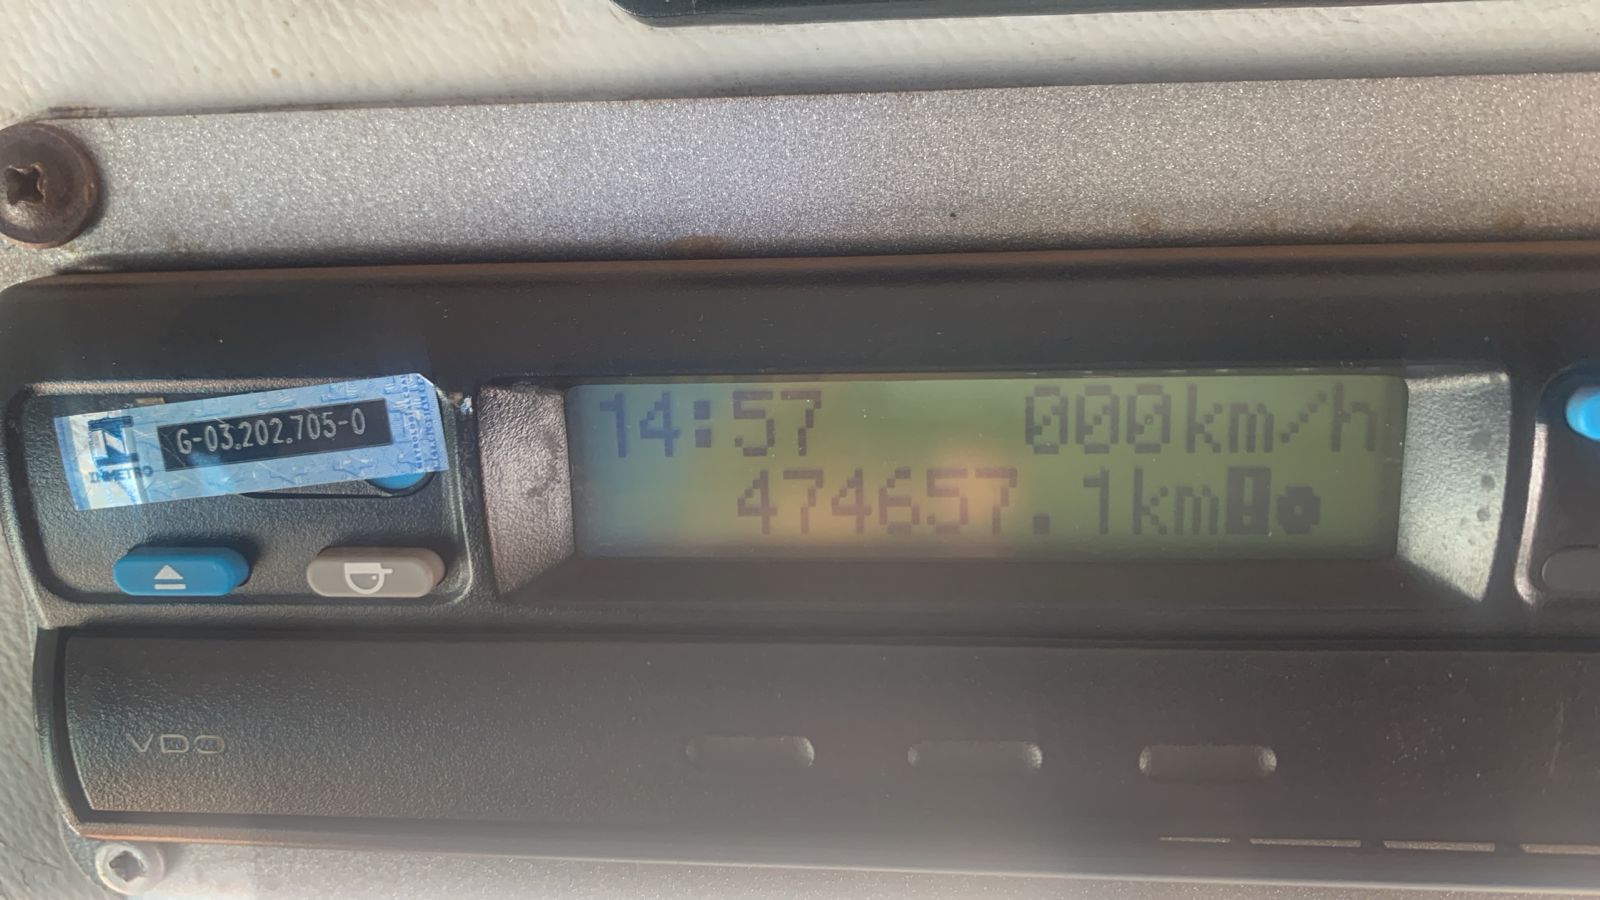 14:57 000km/h
474657.1km
G-03.202.705-0
INMETRO
VDO